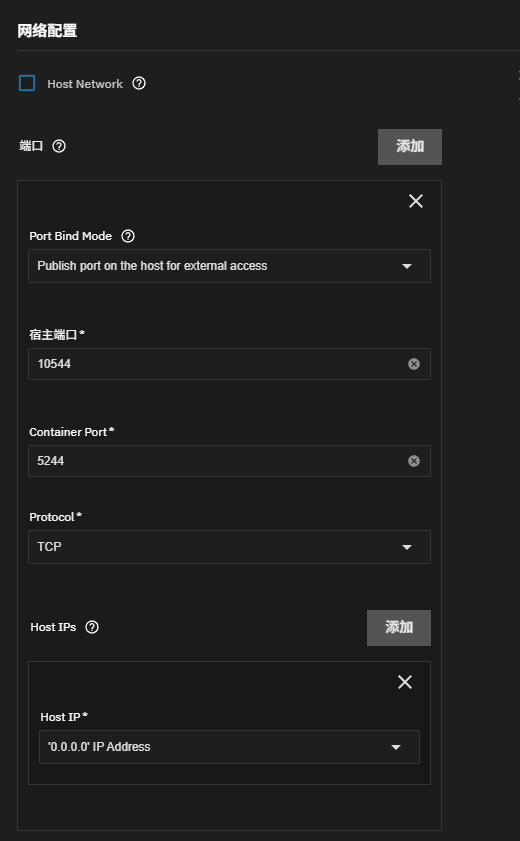 网络配置
Host Network
端口
添加
Port Bind Mode
Publish port on the host for external access
宿主端口*
10544
Container Port*
5244
Protocol*
TCP
Host IPs
添加
Host IP*
'0.0.0.0' IP Address